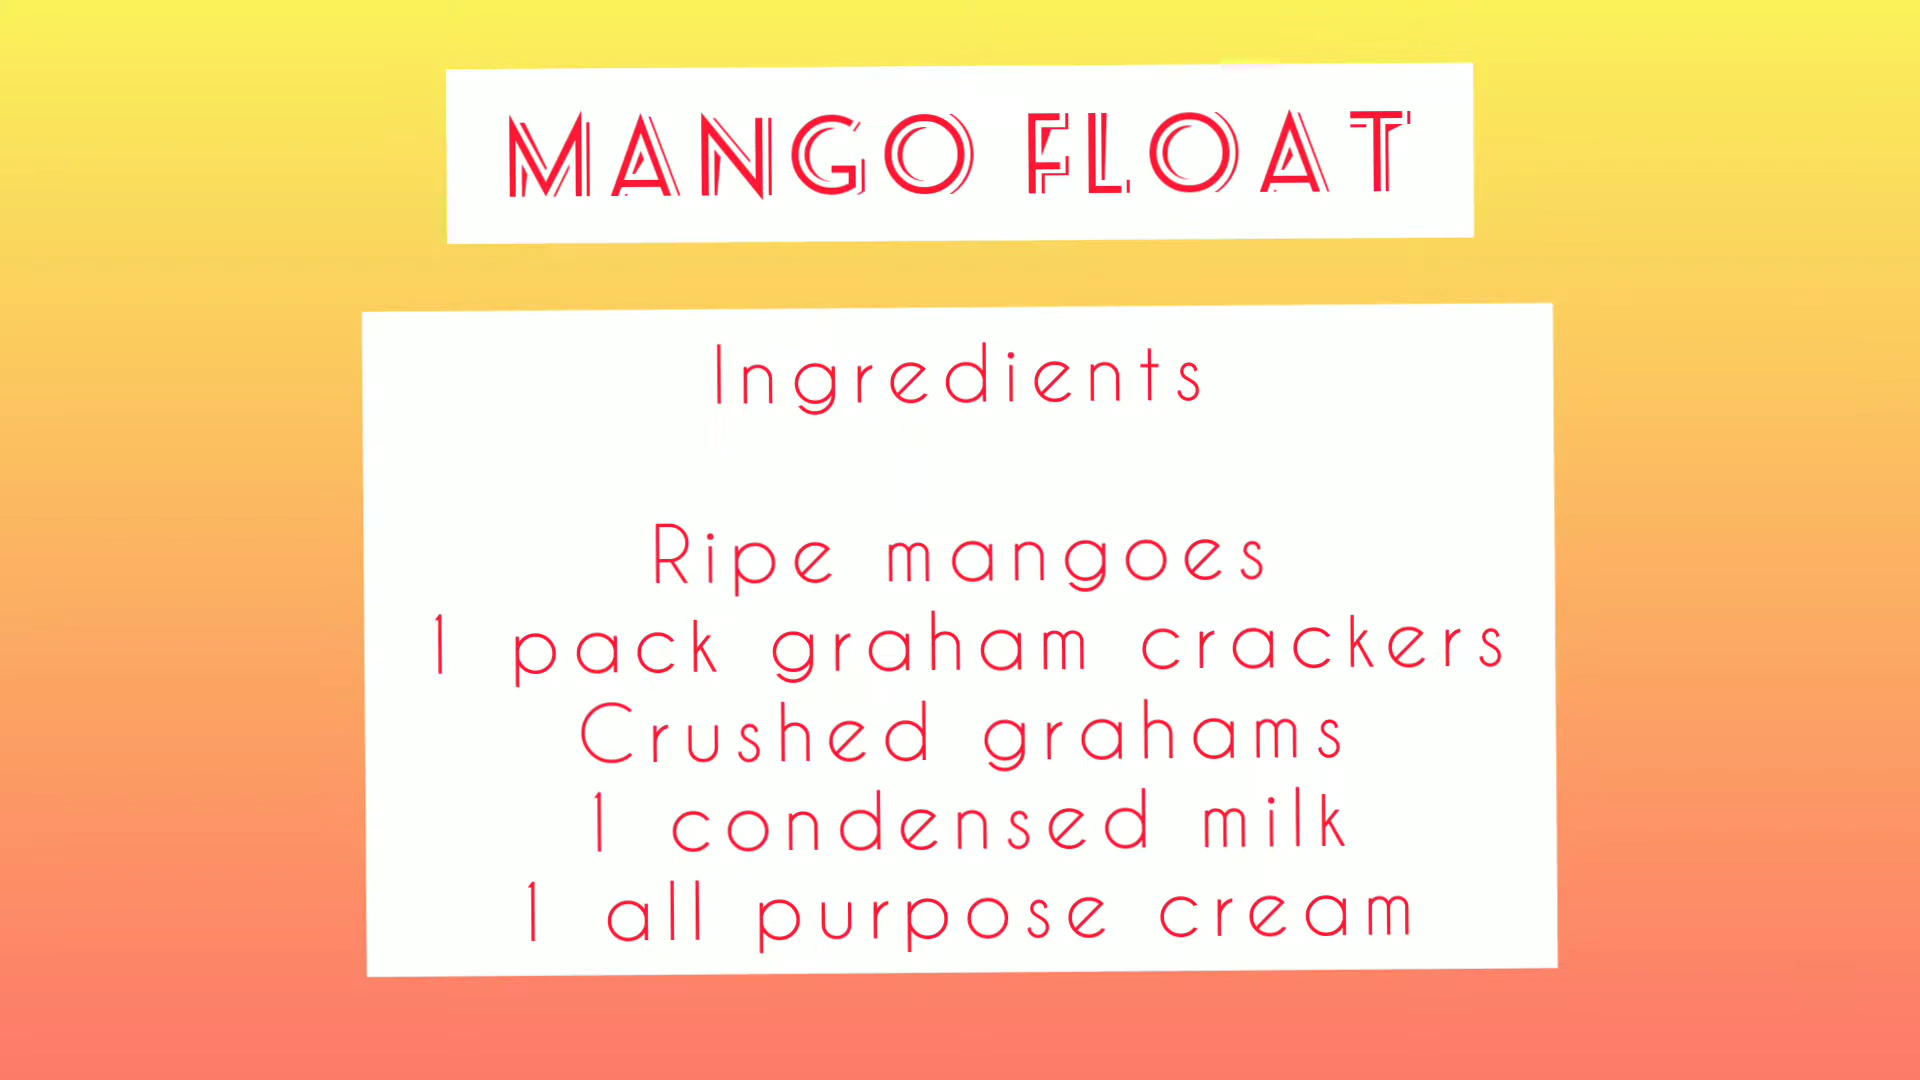 MANGO FLOAT
Ingredients
Ripe mangoes
1 pack graham crackers
Crushed grahams
1 condensed milk
1 all purpose cream